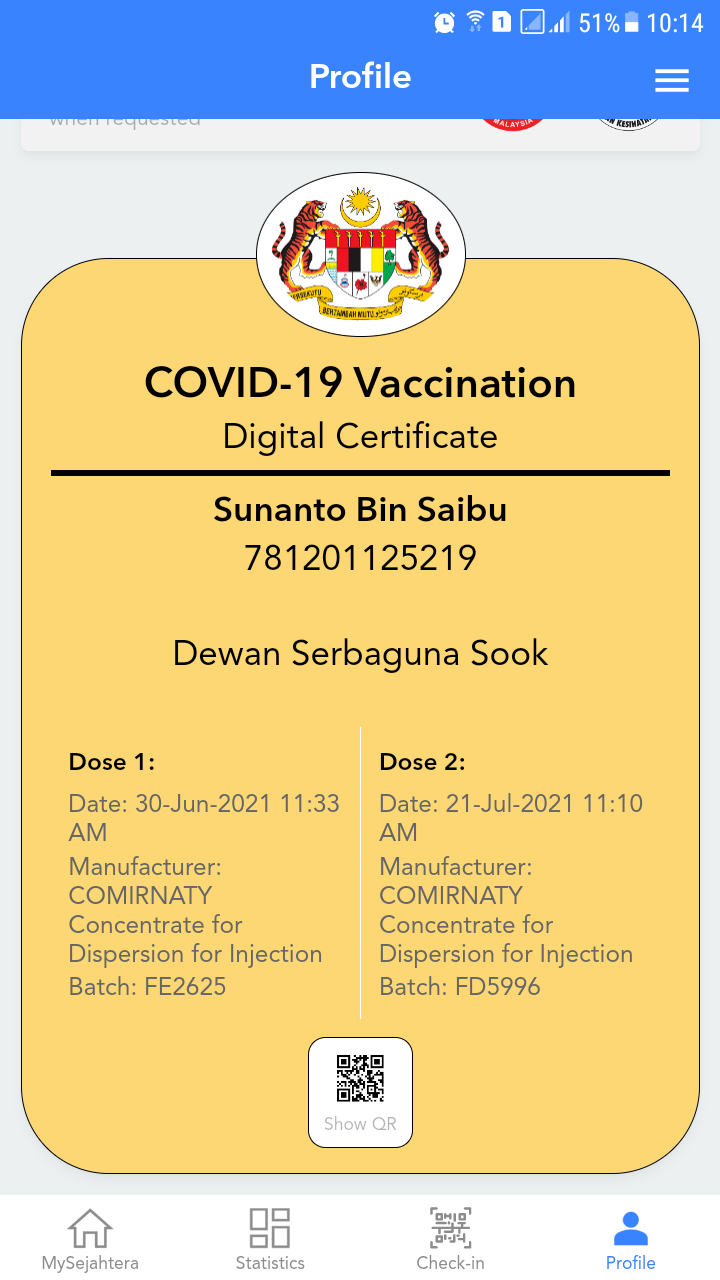 1 51% 10:14
Profile
when requested
MALAYSIA
COVID-19 Vaccination
Digital Certificate
Sunanto Bin Saibu
781201125219
Dewan Serbaguna Sook
Dose 1:
Date: 30-Jun-2021 11:33
AM
Manufacturer:
COMIRNATY
Concentrate for
Dispersion for Injection
Batch: FE2625
Dose 2:
Date: 21-Jul-2021 11:10
AM
Manufacturer:
COMIRNATY
Concentrate for
Dispersion for Injection
Batch: FD5996
Show QR
MySejahtera
Statistics
Check-in
Profile